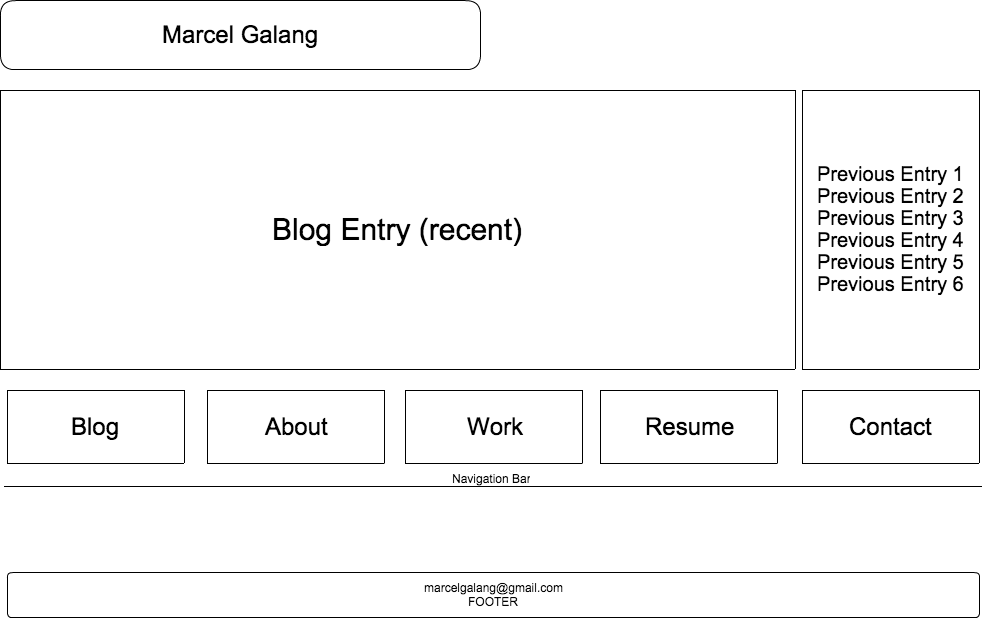 Marcel Galang
Blog Entry (recent)
Previous Entry 1
Previous Entry 2
Previous Entry 3
Previous Entry 4
Previous Entry 5
Previous Entry 6
Blog
About
Work
Resume
Contact
Navigation Bar
marcelgalang@gmail.com
FOOTER